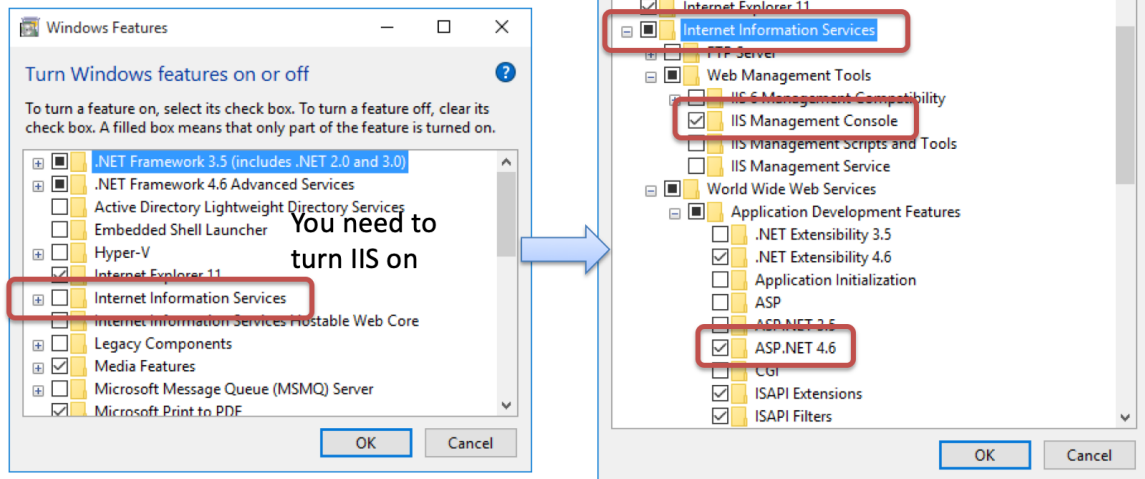 Windows Features
Turn Windows features on or off
To turn a feature on, select its check box. To turn a feature off, clear its
check box. A filled box means that only part of the feature is turned on.
.NET Framework 3.5 (includes .NET 2.0 and 3.0)
.NET Framework 4.6 Advanced Services
Active Directory Lightweight Directory Services
Embedded Shell Launcher
Hyper-V
Internet Explorer 11
Internet Information Services
Internet Information Services Hostable Web Core
Legacy Components
Media Features
Microsoft Message Queue (MSMQ) Server
Microsoft Print to PDF
OK
Cancel
You need to
turn IIS on
Internet Explorer 11
Internet Information Services
FTP Server
Web Management Tools
IIS 6 Management Compatibility
IIS Management Console
IIS Management Scripts and Tools
IIS Management Service
World Wide Web Services
Application Development Features
.NET Extensibility 3.5
.NET Extensibility 4.6
Application Initialization
ASP
ASP.NET 3.5
ASP.NET 4.6
CGI
ISAPI Extensions
ISAPI Filters
OK
Cancel